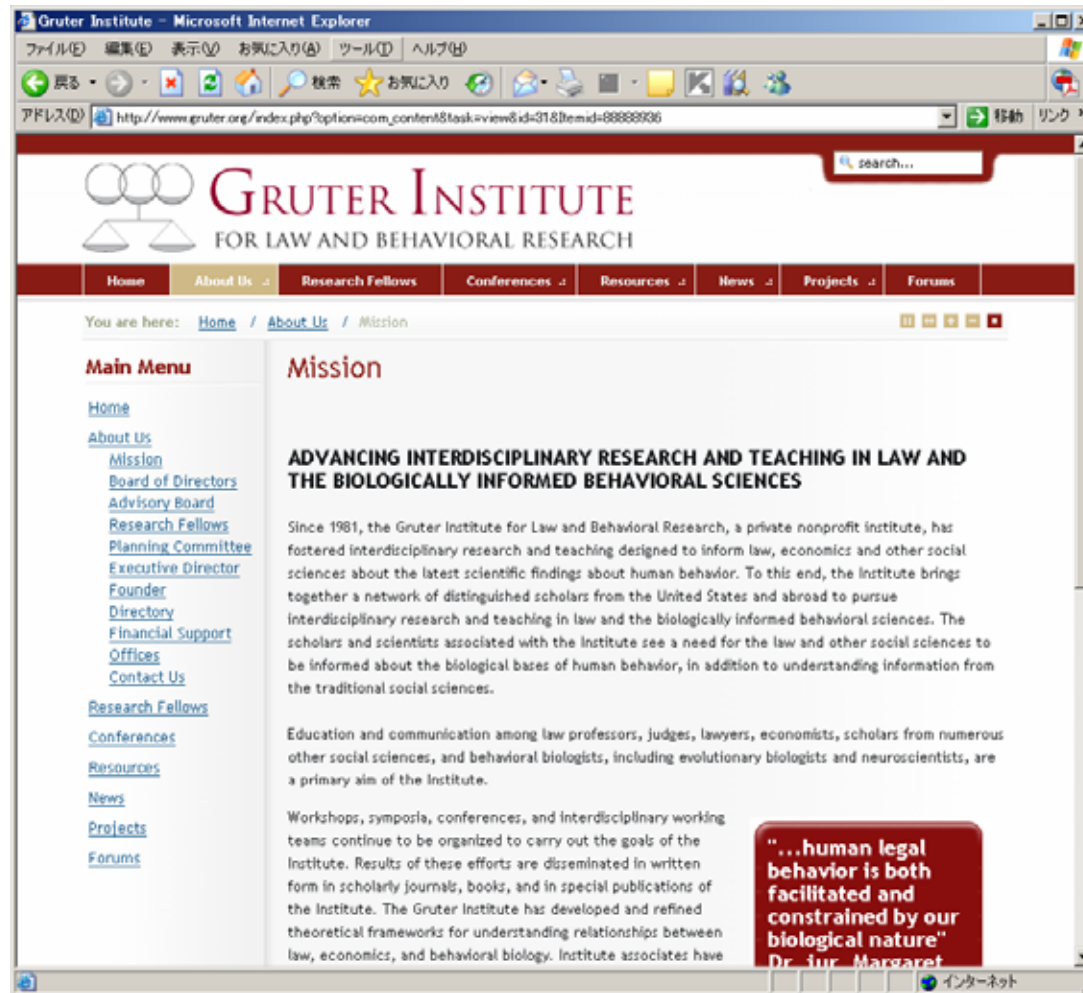 Gruter Institute - Microsoft Internet Explorer
ファイル(F) 編集(E) 表示(V) お気に入り(A) ツール(T) ヘルプ(H)
戻る 検索 お気に入り
アドレス(D) http://www.gruter.org/index.php?option=com_content&task=view&id=31&Itemid=88888936 移動 リンク
search...
GRUTER INSTITUTE
FOR LAW AND BEHAVIORAL RESEARCH
Home About Us Research Fellows Conferences Resources News Projects Forums
You are here: Home / About Us / Mission
Main Menu
Home
About Us
Mission
Board of Directors
Advisory Board
Research Fellows
Planning Committee
Executive Director
Founder
Directory
Financial Support
Offices
Contact Us
Research Fellows
Conferences
Resources
News
Projects
Forums
Mission
ADVANCING INTERDISCIPLINARY RESEARCH AND TEACHING IN LAW AND
THE BIOLOGICALLY INFORMED BEHAVIORAL SCIENCES
Since 1981, the Gruter Institute for Law and Behavioral Research, a private nonprofit institute, has
fostered interdisciplinary research and teaching designed to inform law, economics and other social
sciences about the latest scientific findings about human behavior. To this end, the Institute brings
together a network of distinguished scholars from the United States and abroad to pursue
interdisciplinary research and teaching in law and the biologically informed behavioral sciences. The
scholars and scientists associated with the Institute see a need for the law and other social sciences to
be informed about the biological bases of human behavior, in addition to understanding information from
the traditional social sciences.
Education and communication among law professors, judges, lawyers, economists, scholars from numerous
other social sciences, and behavioral biologists, including evolutionary biologists and neuroscientists, are
a primary aim of the Institute.
Workshops, symposia, conferences, and interdisciplinary working
teams continue to be organized to carry out the goals of the
Institute. Results of these efforts are disseminated in written
form in scholarly journals, books, and in special publications of
the Institute. The Gruter Institute has developed and refined
theoretical frameworks for understanding relationships between
law, economics, and behavioral biology. Institute associates have
"...human legal
behavior is both
facilitated and
constrained by our
biological nature"
Dr. jur. Margaret
インターネット